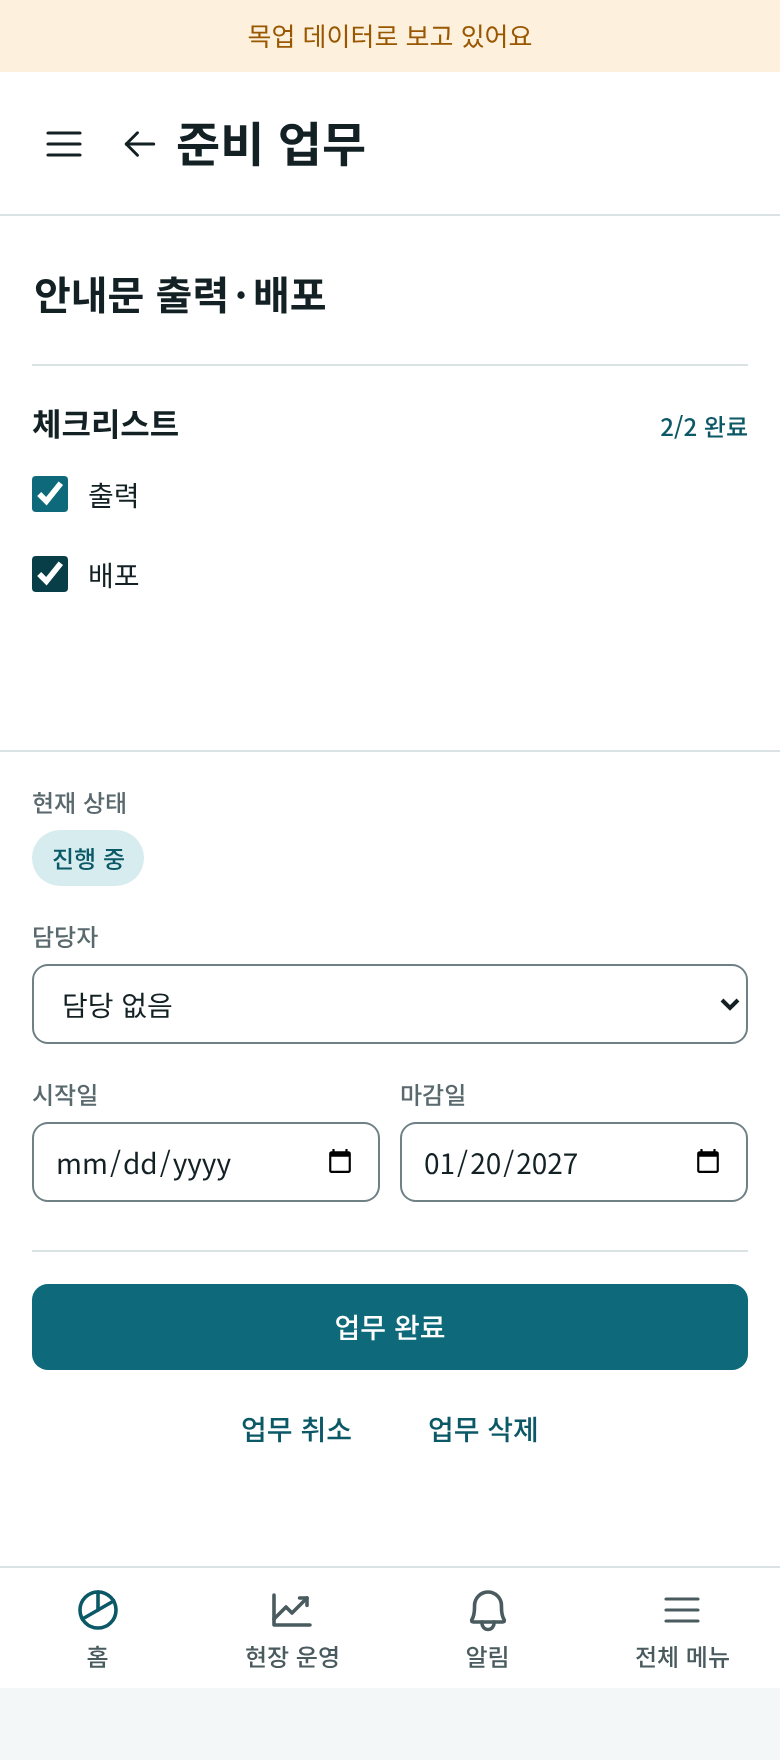 목업 데이터로 보고 있어요
준비 업무
안내문 출력·배포
체크리스트
2/2 완료
출력
배포
현재 상태
진행 중
담당자
담당 없음
시작일
마감일
mm/dd/yyyy
01/20/2027
업무 완료
업무 취소
업무 삭제
홈
현장 운영
알림
전체 메뉴